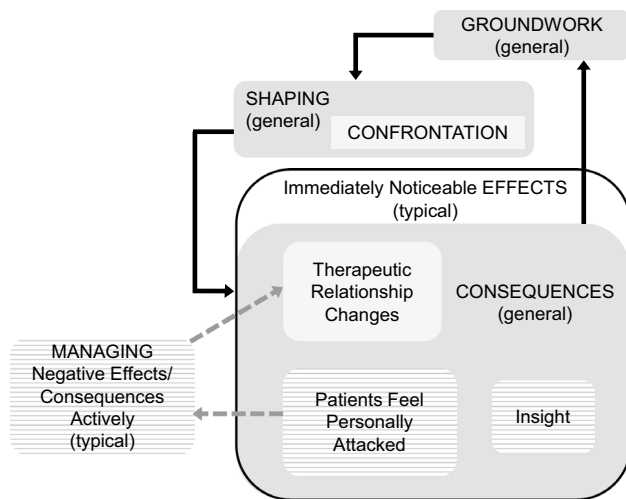 GROUNDWORK
(general)
SHAPING
(general)
CONFRONTATION
Immediately Noticeable EFFECTS
(typical)
Therapeutic
Relationship
Changes
CONSEQUENCES
(general)
MANAGING
Negative Effects/
Consequences
Actively
(typical)
Patients Feel
Personally
Attacked
Insight